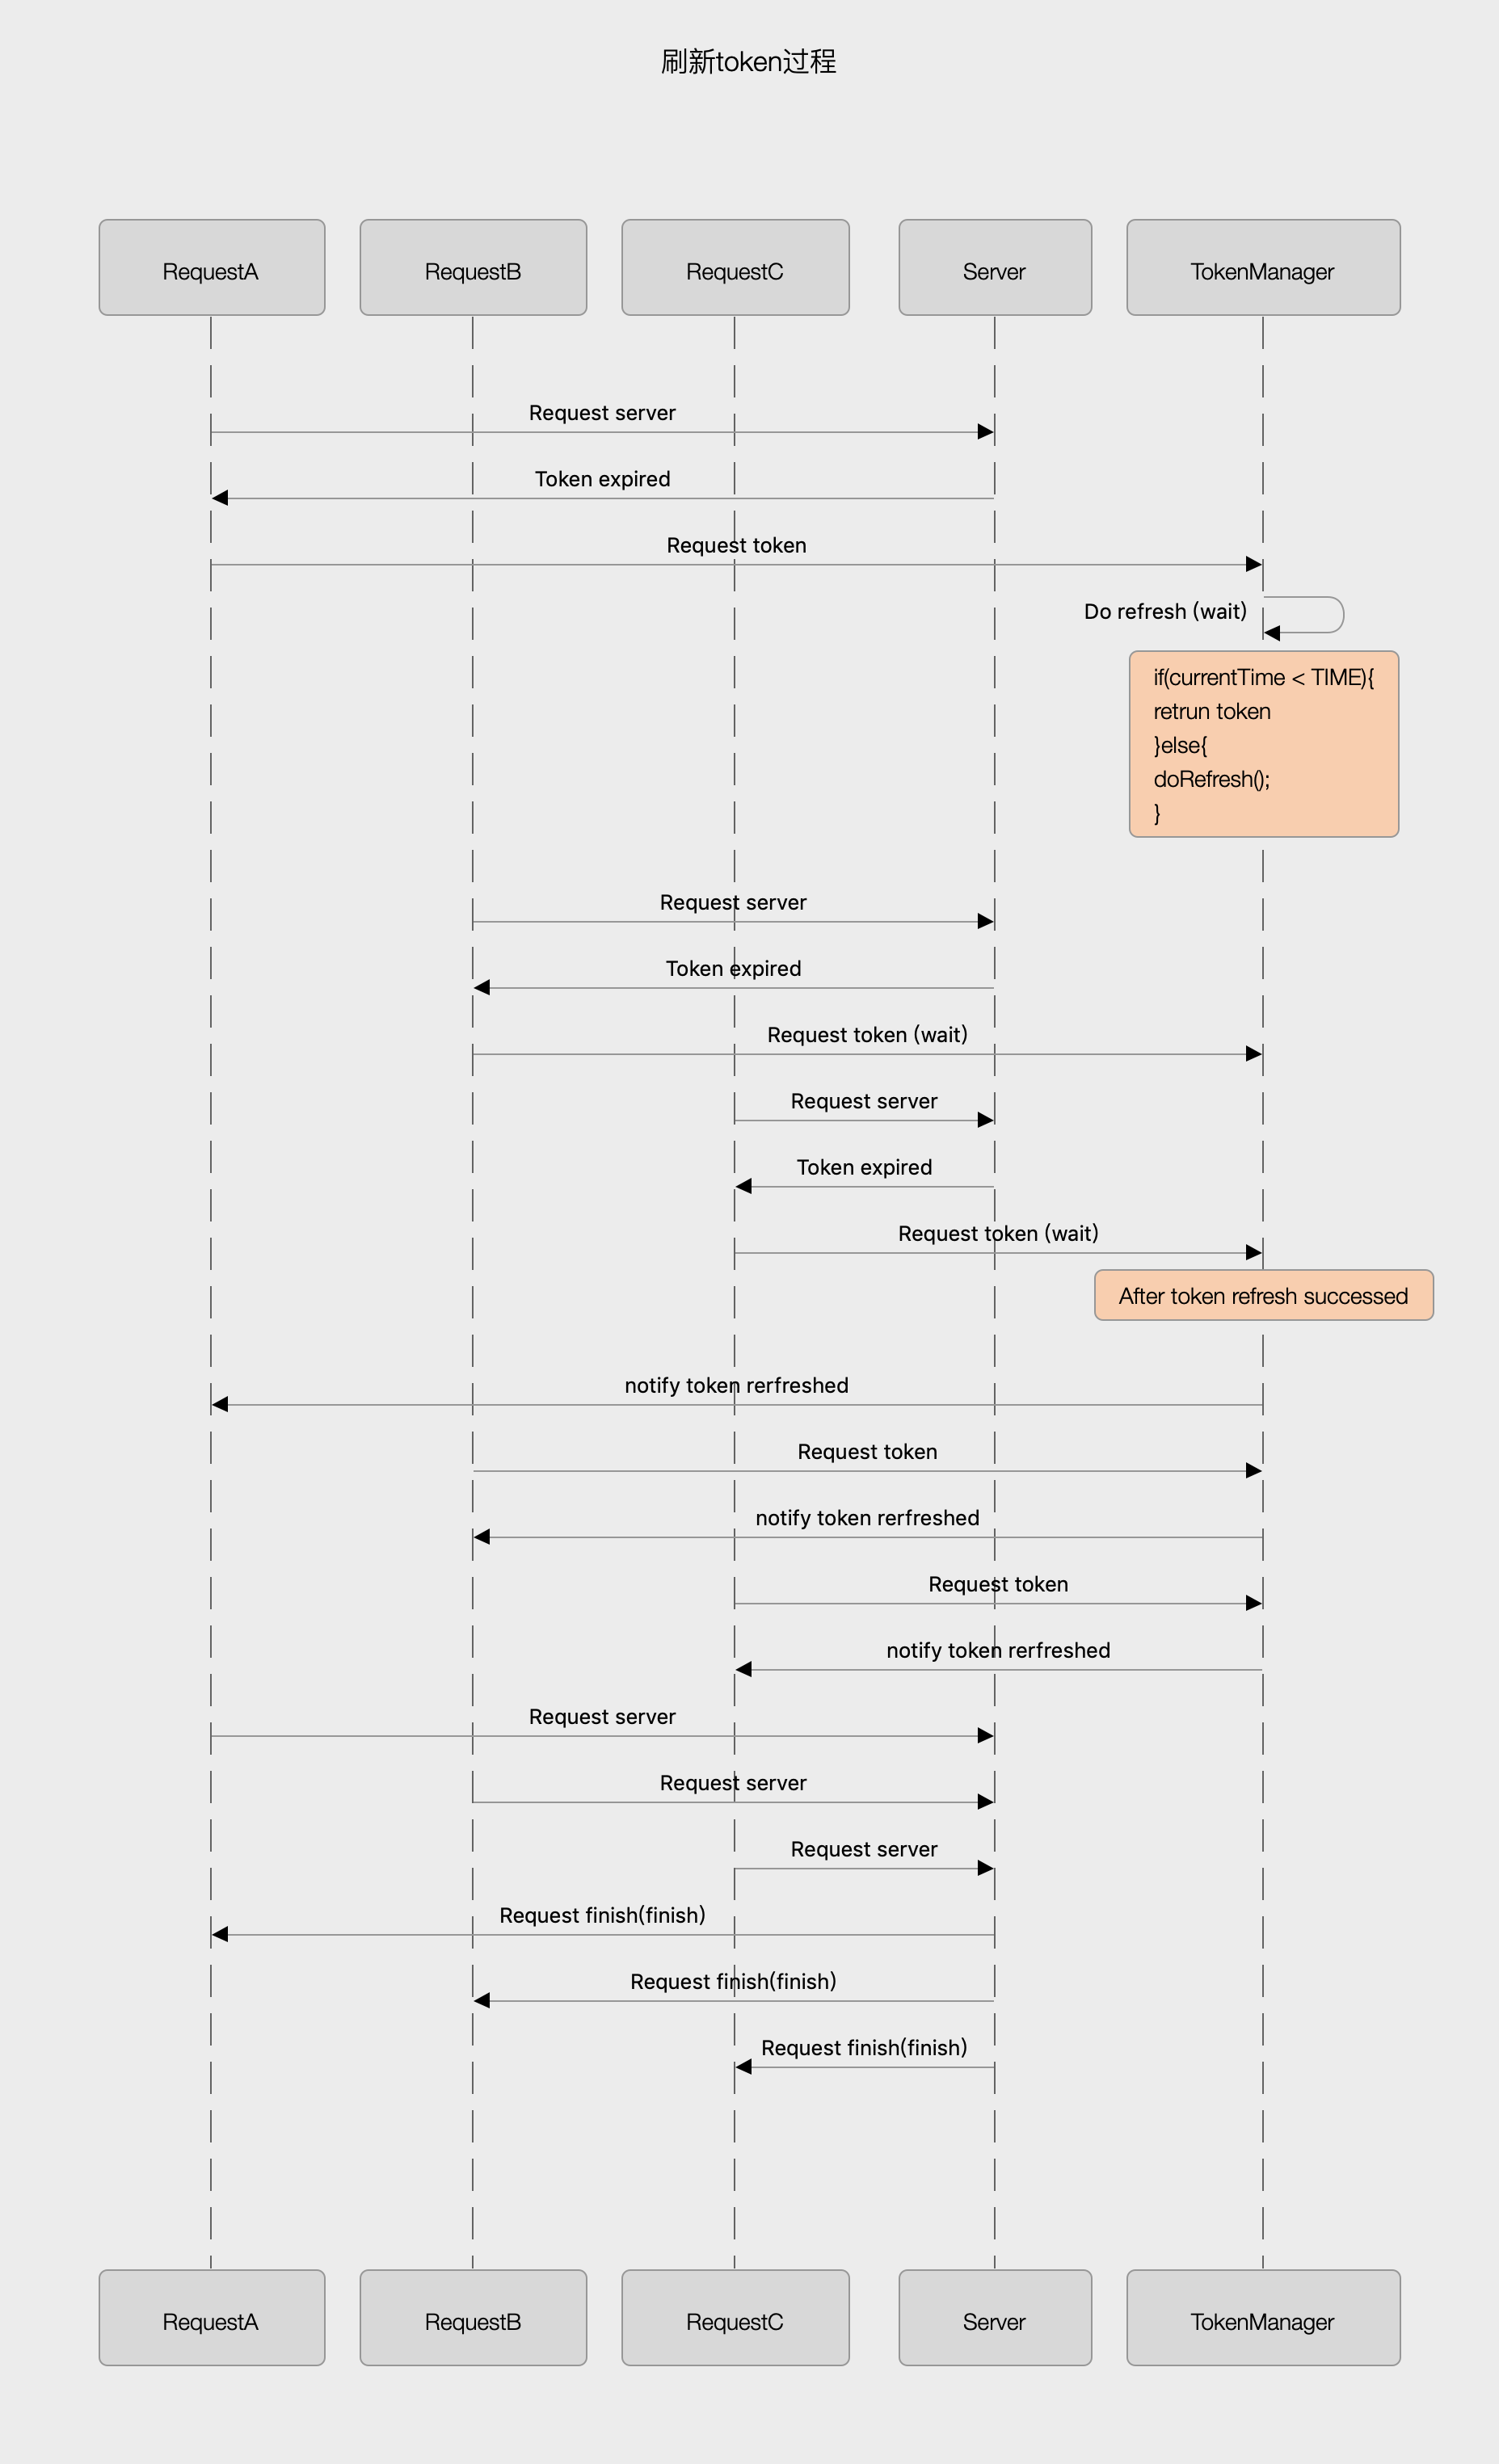 刷新token过程
RequestA
RequestB
RequestC
Server
TokenManager
Request server
Token expired
Request token
Do refresh (wait)
if(currentTime < TIME){
retrun token
}else{
doRefresh();
}
Request server
Token expired
Request token (wait)
Request server
Token expired
Request token (wait)
After token refresh successed
notify token rerfreshed
Request token
notify token rerfreshed
Request token
notify token rerfreshed
Request server
Request server
Request server
Request finish(finish)
Request finish(finish)
Request finish(finish)
RequestA
RequestB
RequestC
Server
TokenManager